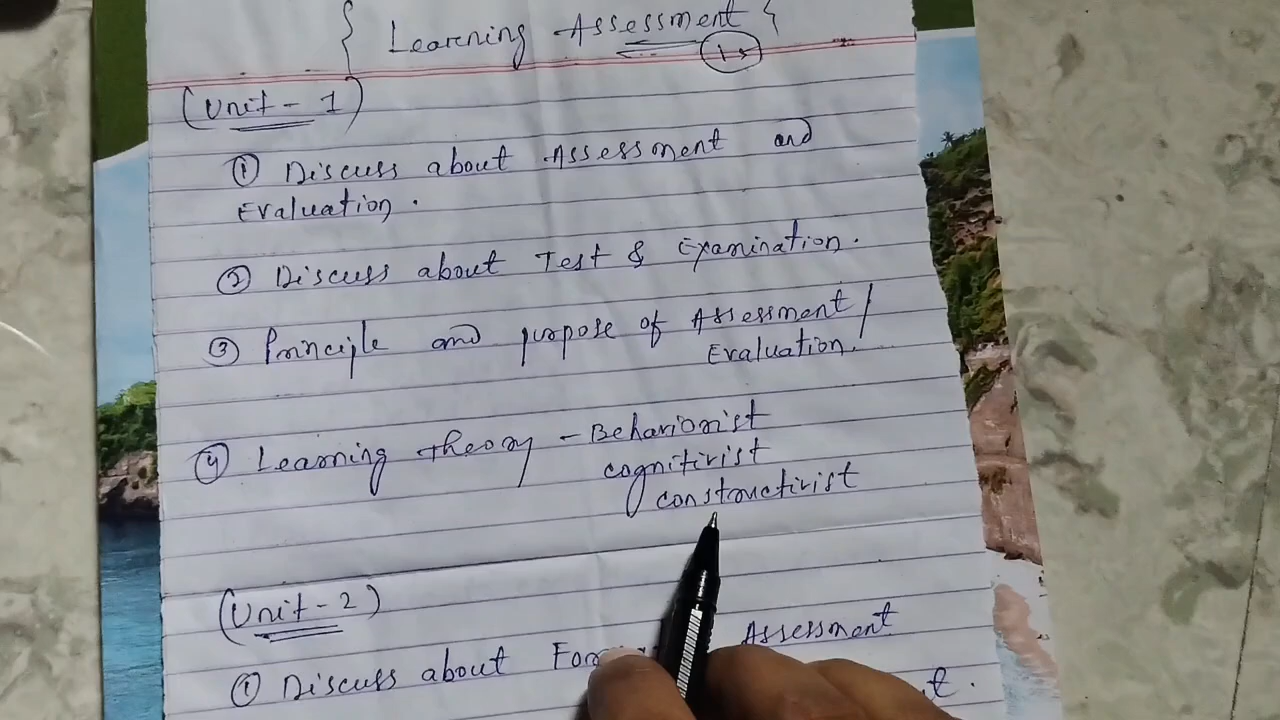 { Learning Assessment }
(Unit - 1)
① Discuss about Assessment and
Evaluation.
② Discuss about Test & Examination.
③ Principle and purpose of Assessment/
Evaluation.
④ Learning theory - Behaviorist
cognitivist
constructivist
(Unit - 2)
① Discuss about Assessment